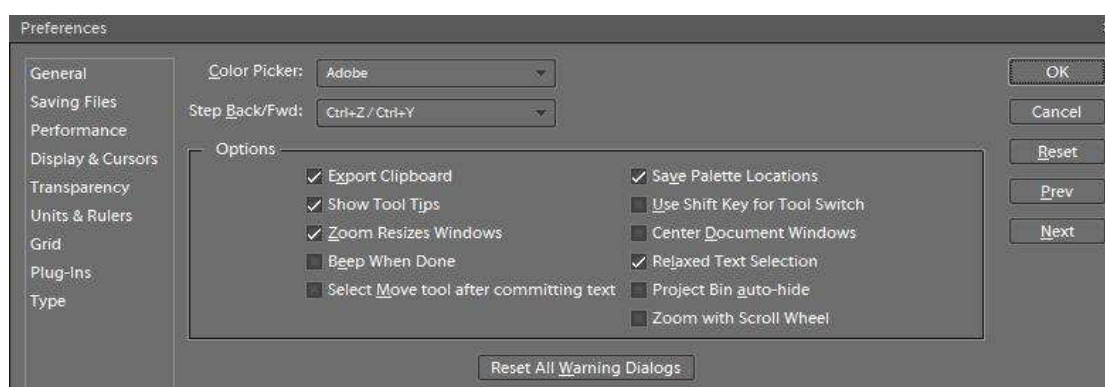 Preferences
General
Saving Files
Performance
Display & Cursors
Transparency
Units & Rulers
Grid
Plug-Ins
Type
Color Picker: Adobe
Step Back/Fwd: Ctrl+Z / Ctrl+Y
Options
Export Clipboard
Show Tool Tips
Zoom Resizes Windows
Beep When Done
Select Move tool after committing text
Save Palette Locations
Use Shift Key for Tool Switch
Center Document Windows
Relaxed Text Selection
Project Bin auto-hide
Zoom with Scroll Wheel
Reset All Warning Dialogs
OK
Cancel
Reset
Prev
Next